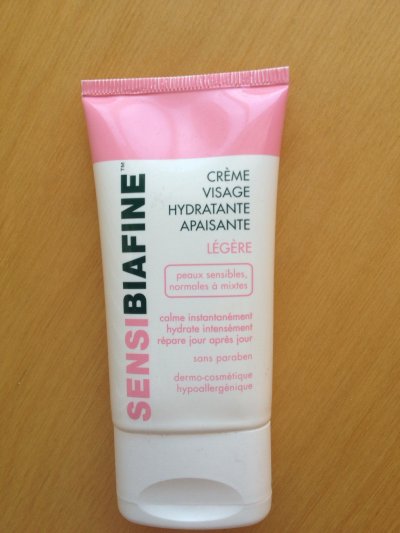 SENSIBIAFINE™
CRÈME
VISAGE
HYDRATANTE
APAISANTE
LÉGÈRE
peaux sensibles,
normales à mixtes
calme instantanément
hydrate intensément
répare jour après jour
sans paraben
dermo-cosmétique
hypoallergénique